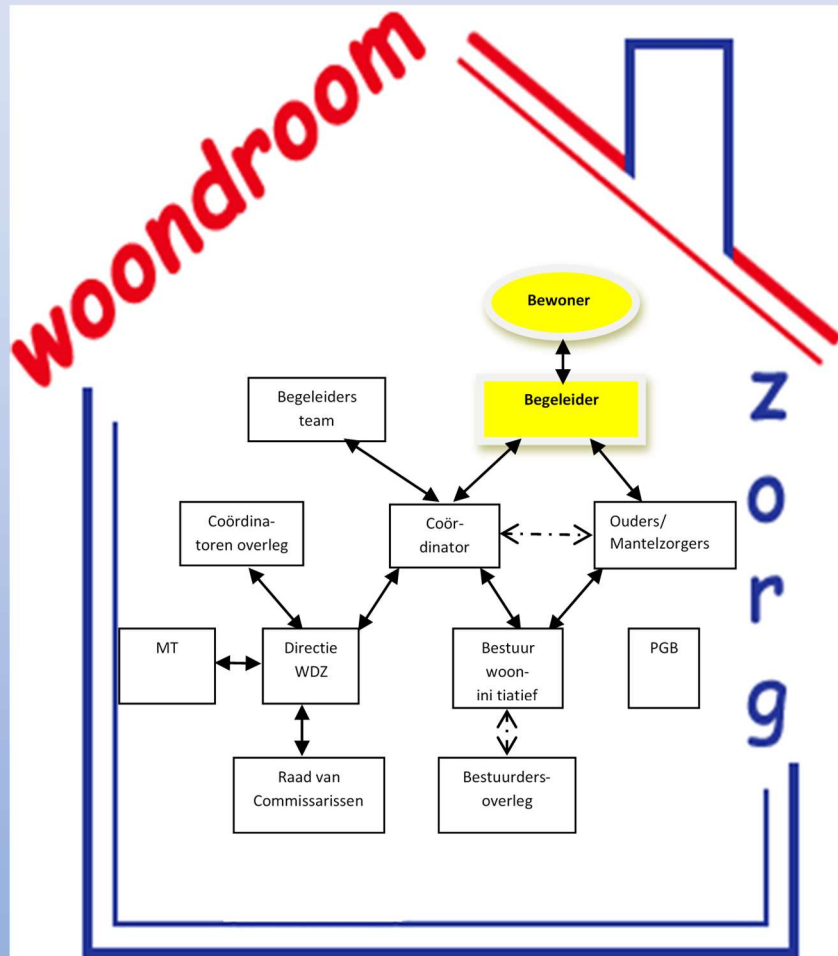 woondroom
zorg
Bewoner
Begeleider
Begeleiders
team
Coördina-
toren overleg
Coör-
dinator
Ouders/
Mantelzorgers
MT
Directie
WDZ
Bestuur
woon-
ini tiatief
PGB
Raad van
Commissarissen
Bestuurders-
overleg